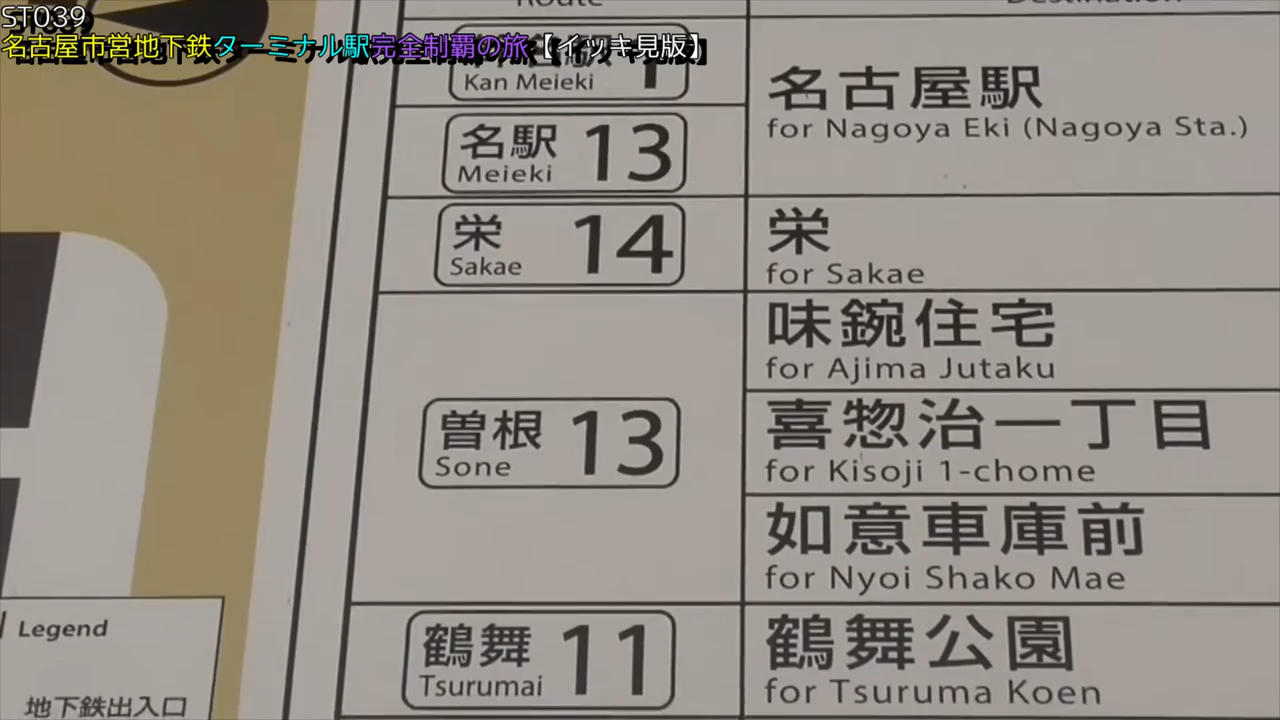 ST039
名古屋市営地下鉄ターミナル駅完全制覇の旅【イッキ見版】
Route
Destination
Kan Meieki 1
名古屋駅
for Nagoya Eki (Nagoya Sta.)
名駅 13
Meieki
栄 14
Sakae
栄
for Sakae
味鋺住宅
for Ajima Jutaku
曽根 13
Sone
喜惣治一丁目
for Kisoji 1-chome
如意車庫前
for Nyoi Shako Mae
鶴舞 11
Tsurumai
鶴舞公園
for Tsuruma Koen
Legend
地下鉄出入口